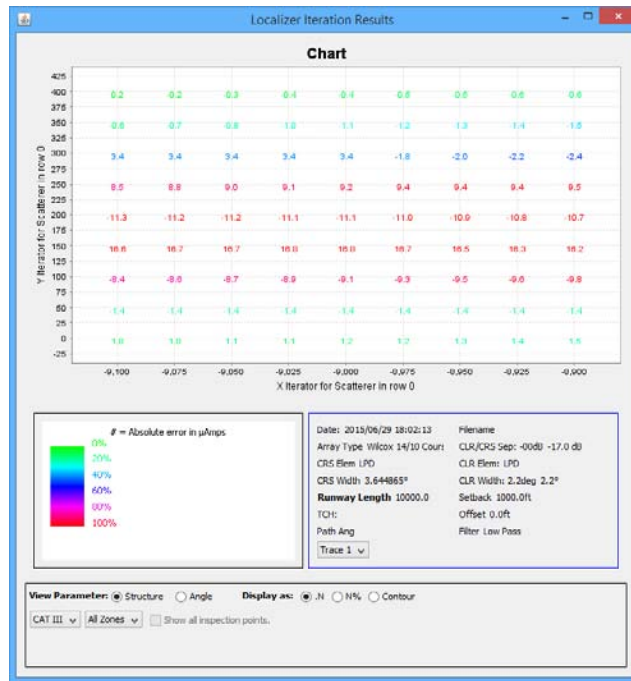 Localizer Iteration Results
Chart
Y Iterator for Scatterer in row 0
425
400 0.2 -0.2 -0.3 -0.4 -0.4 -0.5 -0.5 -0.6 -0.6
375
350 -0.6 -0.7 -0.8 1.0 1.1 -1.2 -1.3 -1.4 -1.5
325
300 3.4 3.4 3.4 3.4 3.4 -1.8 -2.0 -2.2 -2.4
275
250 8.5 8.8 9.0 9.1 9.2 9.4 9.4 9.4 9.5
225
200 -11.3 -11.2 -11.2 -11.1 -11.1 -11.0 -10.9 -10.8 -10.7
175
150 16.6 16.7 16.7 16.8 16.8 16.7 16.5 16.3 16.2
125
100 -8.4 -8.6 -8.7 -8.9 -9.1 -9.3 -9.5 -9.6 -9.8
75
50 -1.4 -1.4 -1.4 -1.4 -1.4 -1.4 -1.4 -1.4 -1.4
25
0 1.0 1.0 1.1 1.1 1.2 1.2 1.3 1.4 1.5
-25
-9,100 -9,075 -9,050 -9,025 -9,000 -8,975 -8,950 -8,925 -8,900
X Iterator for Scatterer in row 0
# = Absolute error in µAmps
0%
20%
40%
60%
80%
100%
Date: 2015/06/29 18:02:13 Filename
Array Type Wilcox 14/10 Cour: CLR/CRS Sep: -00dB -17.0 dB
CRS Elem LPD CLR Elem: LPD
CRS Width 3.644865° CLR Width: 2.2deg 2.2°
Runway Length 10000.0 Setback 1000.0ft
TCH: Offset 0.0ft
Path Ang Filter Low Pass
Trace 1
View Parameter: Structure Angle Display as: .N N% Contour
CAT III All Zones Show all inspection points.